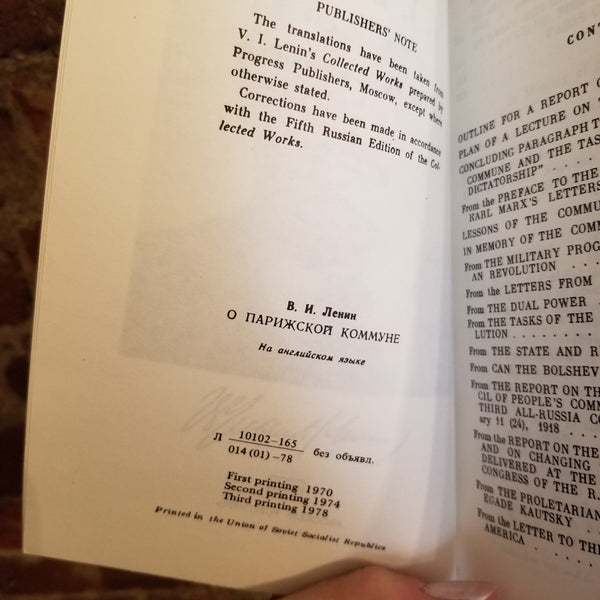 PUBLISHERS' NOTE
The translations have been taken from
V. I. Lenin's Collected Works prepared by
Progress Publishers, Moscow, except where
otherwise stated.
Corrections have been made in accordance
with the Fifth Russian Edition of the Col-
lected Works.
В. И. Ленин
О ПАРИЖСКОЙ КОММУНЕ
На английском языке
Л 10102-165
014(01)-78 без объявл.
First printing 1970
Second printing 1974
Third printing 1978
Printed in the Union of Soviet Socialist Republics
CONT
OUTLINE FOR A REPORT
PLAN OF A LECTURE ON
CONCLUDING PARAGRAPH
COMMUNE AND THE TAS
DICTATORSHIP" . . . .
From the PREFACE TO THE
KARL MARX'S LETTERS
LESSONS OF THE COMMU
IN MEMORY OF THE COMM
From THE MILITARY PROG
AN REVOLUTION . . . .
From the LETTERS FROM
From THE DUAL POWER
From THE TASKS OF THE
LUTION . . . . .
From THE STATE AND R
From CAN THE BOLSHEV
From THE REPORT ON TH
CIL OF PEOPLE'S COMM
THIRD ALL-RUSSIA CO
ary 11 (24), 1918 . . .
From the REPORT ON THE
AND ON CHANGING
DELIVERED AT THE
CONGRESS OF THE R.
From THE PROLETARIAN
EGADE KAUTSKY . . .
From the LETTER TO THE
AMERICA . . . .